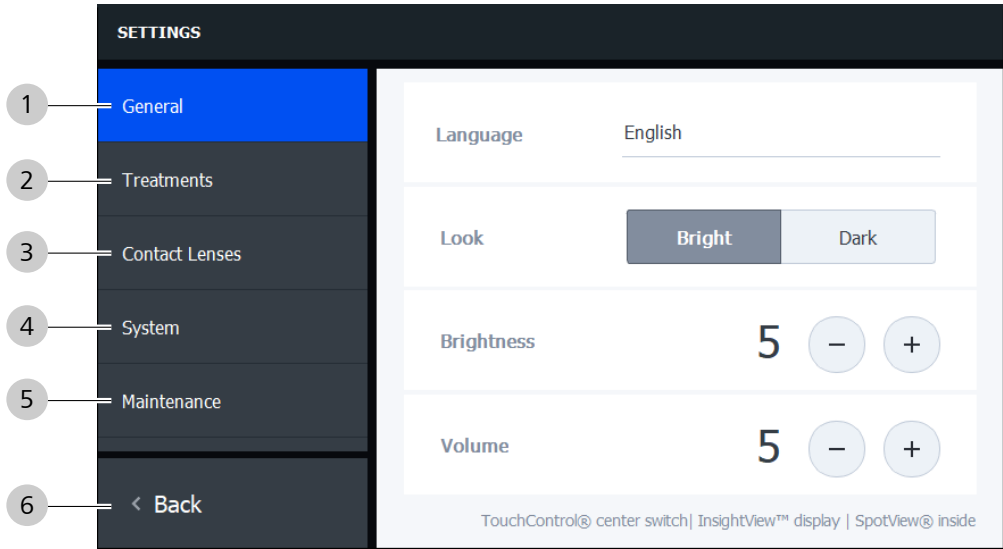 SETTINGS
1 General
2 Treatments
3 Contact Lenses
4 System
5 Maintenance
6 < Back
Language English
Look Bright Dark
Brightness 5 − +
Volume 5 − +
TouchControl® center switch| InsightView™ display | SpotView® inside